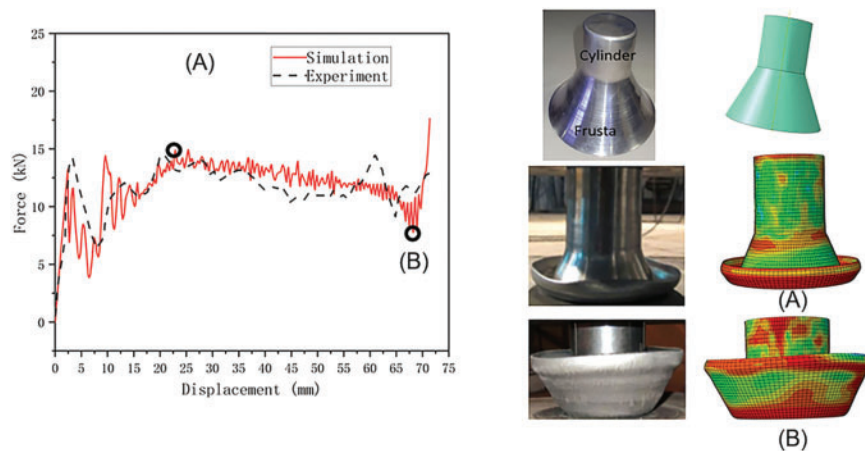 25
20
15
10
5
0
Force (kN)
(A)
Simulation
Experiment
(B)
0 5 10 15 20 25 30 35 40 45 50 55 60 65 70 75
Displacement (mm)
Cylinder
Frusta
(A)
(B)